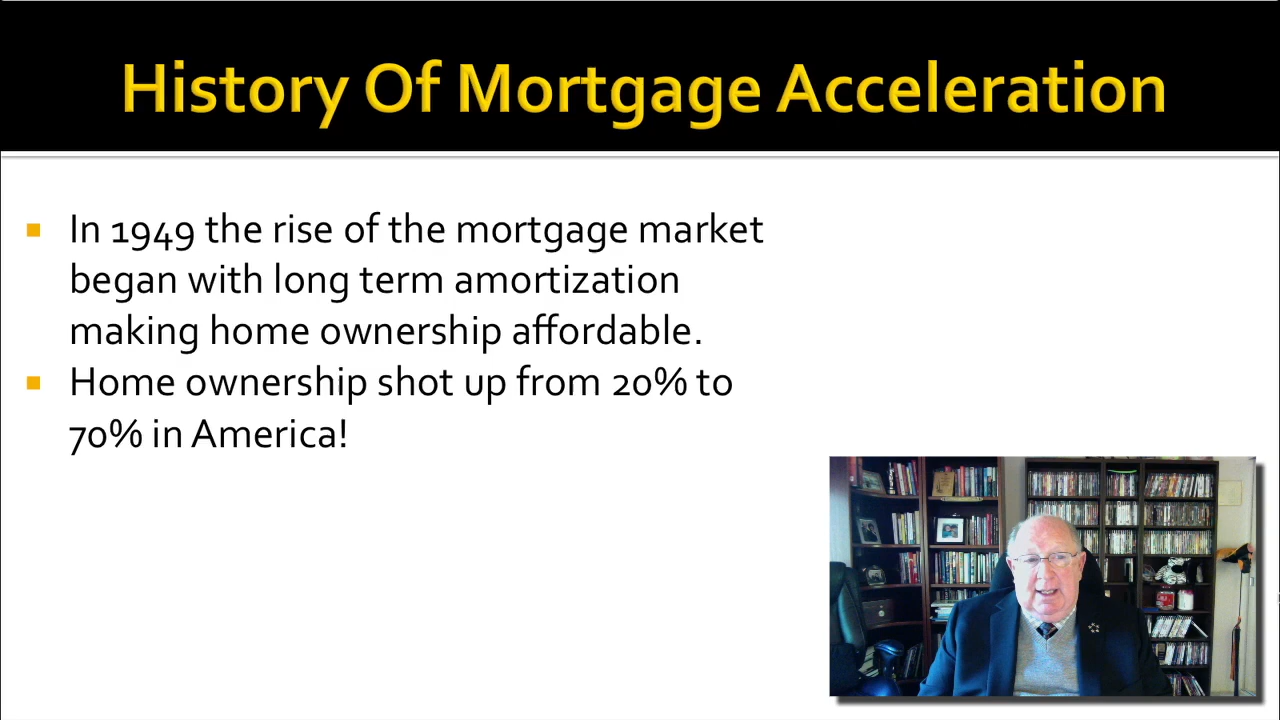 History Of Mortgage Acceleration
In 1949 the rise of the mortgage market
began with long term amortization
making home ownership affordable.
Home ownership shot up from 20% to
70% in America!